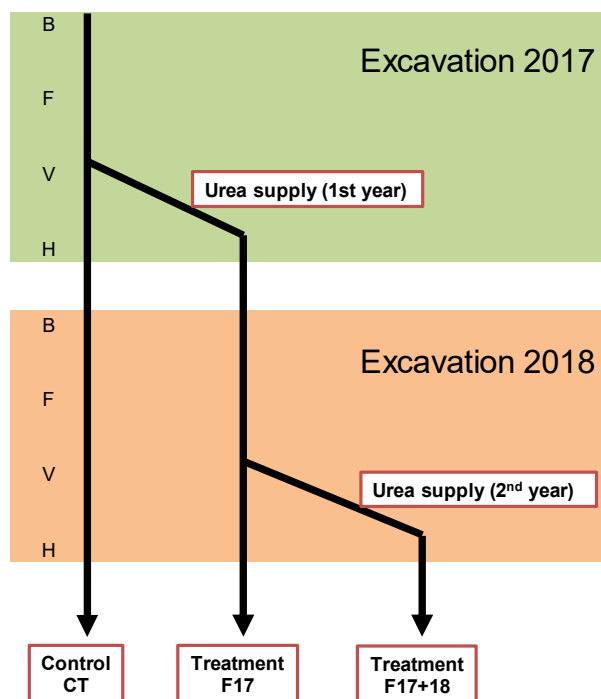 B
Excavation 2017
F
V
Urea supply (1st year)
H
B
Excavation 2018
F
V
Urea supply (2nd year)
H
Control
CT
Treatment
F17
Treatment
F17+18